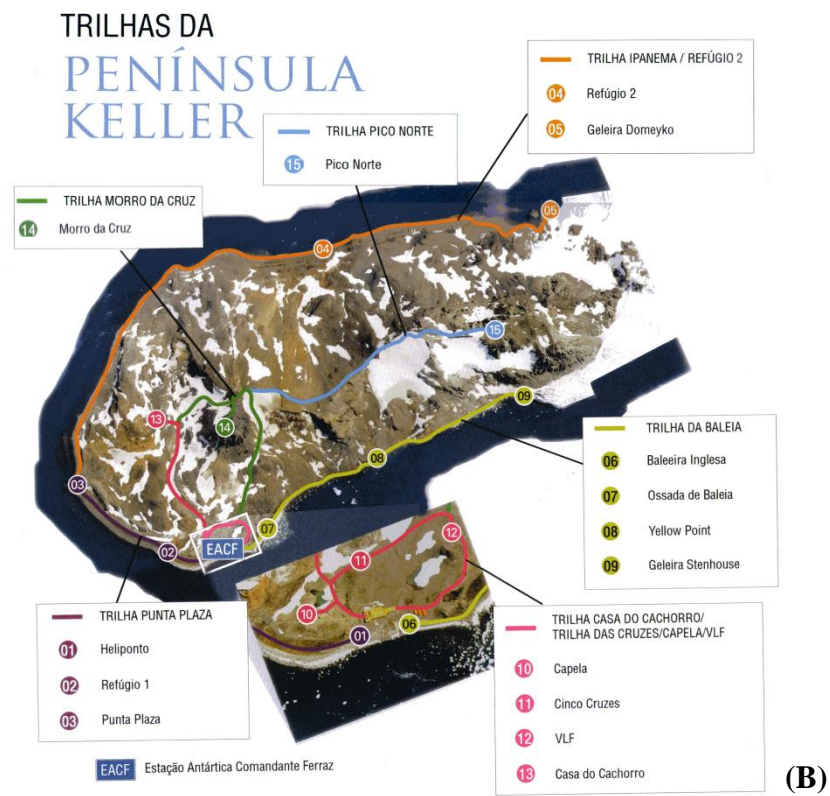 TRILHAS DA
PENÍNSULA
KELLER
TRILHA IPANEMA / REFÚGIO 2
04 Refúgio 2
05 Geleira Domeyko
TRILHA PICO NORTE
15 Pico Norte
TRILHA MORRO DA CRUZ
14 Morro da Cruz
05
04
15
13
14
09
08
03
02
EACF
07
12
11
10
01
06
TRILHA DA BALEIA
06 Baleeira Inglesa
07 Ossada de Baleia
08 Yellow Point
09 Geleira Stenhouse
TRILHA PUNTA PLAZA
01 Heliponto
02 Refúgio 1
03 Punta Plaza
TRILHA CASA DO CACHORRO/
TRILHA DAS CRUZES/CAPELA/VLF
10 Capela
11 Cinco Cruzes
12 VLF
13 Casa do Cachorro
EACF Estação Antártica Comandante Ferraz
(B)